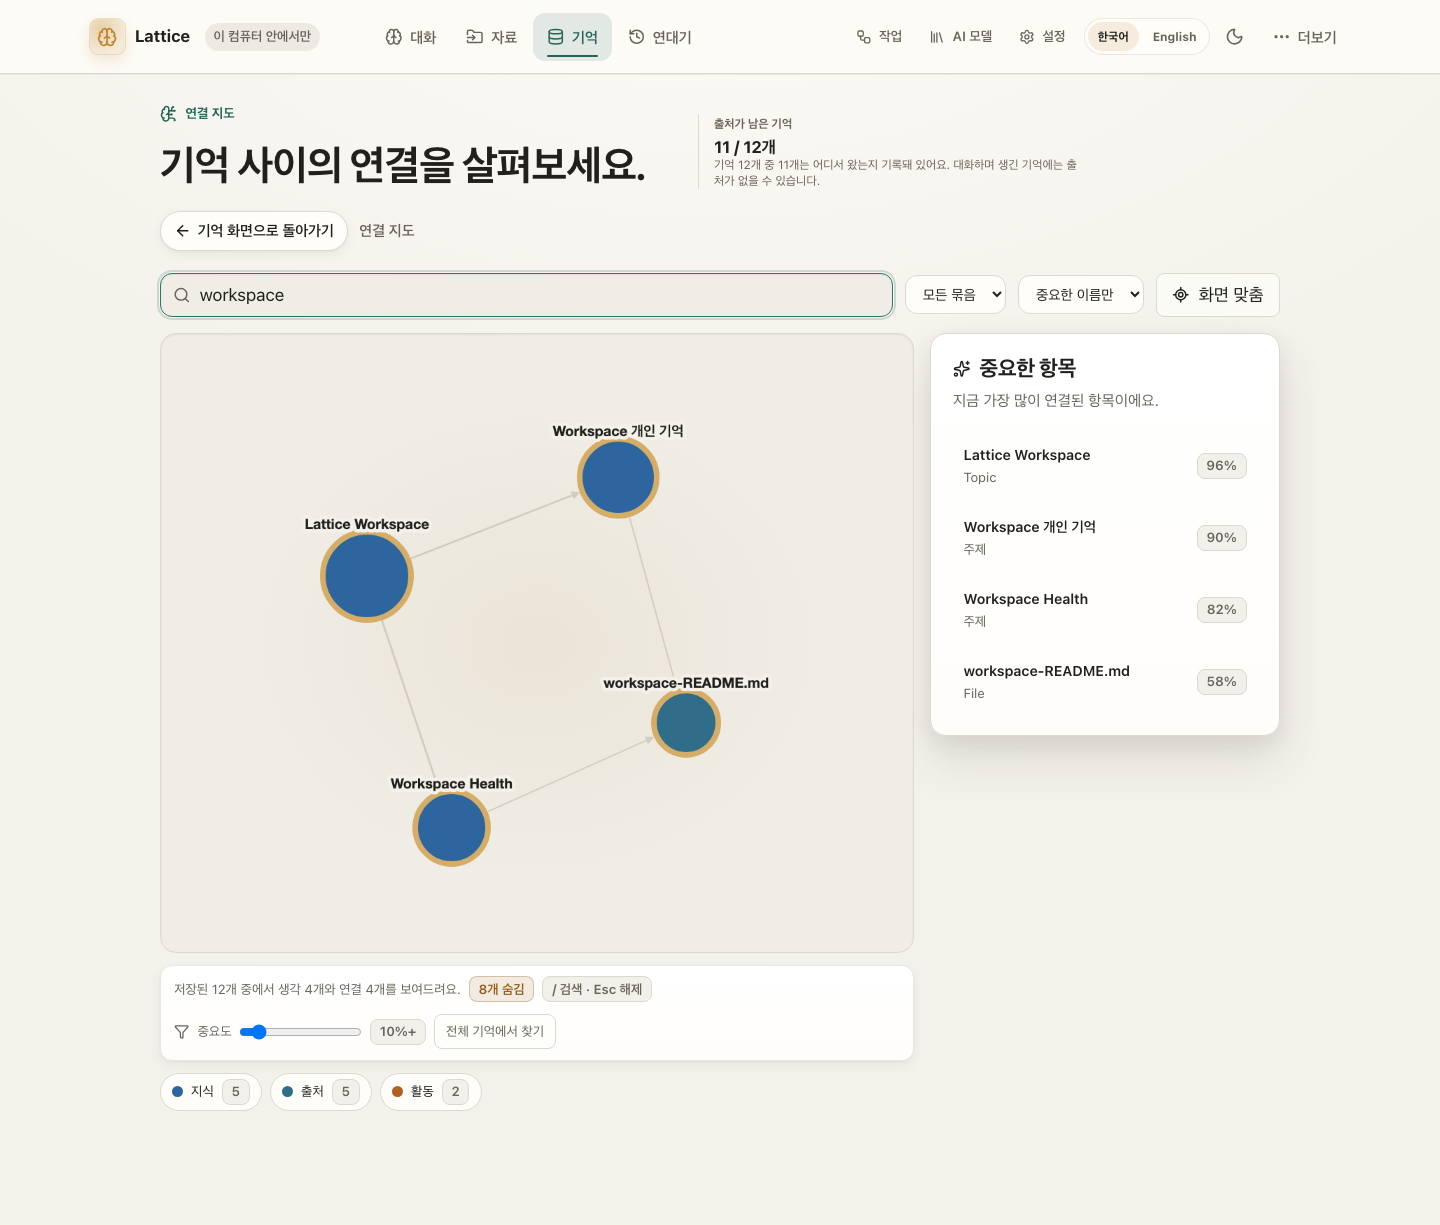 Lattice
이 컴퓨터 안에서만
대화
자료
기억
연대기
작업
AI 모델
설정
한국어
English
더보기
연결 지도
기억 사이의 연결을 살펴보세요.
출처가 남은 기억
11 / 12개
기억 12개 중 11개는 어디서 왔는지 기록돼 있어요. 대화하며 생긴 기억에는 출
처가 없을 수 있습니다.
기억 화면으로 돌아가기
연결 지도
workspace
모든 묶음
중요한 이름만
화면 맞춤
Workspace 개인 기억
Lattice Workspace
workspace-README.md
Workspace Health
중요한 항목
지금 가장 많이 연결된 항목이에요.
Lattice Workspace
96%
Topic
Workspace 개인 기억
90%
주제
Workspace Health
82%
주제
workspace-README.md
58%
File
저장된 12개 중에서 생각 4개와 연결 4개를 보여드려요.
8개 숨김
/ 검색 · Esc 해제
중요도
10%+
전체 기억에서 찾기
지식 5
출처 5
활동 2